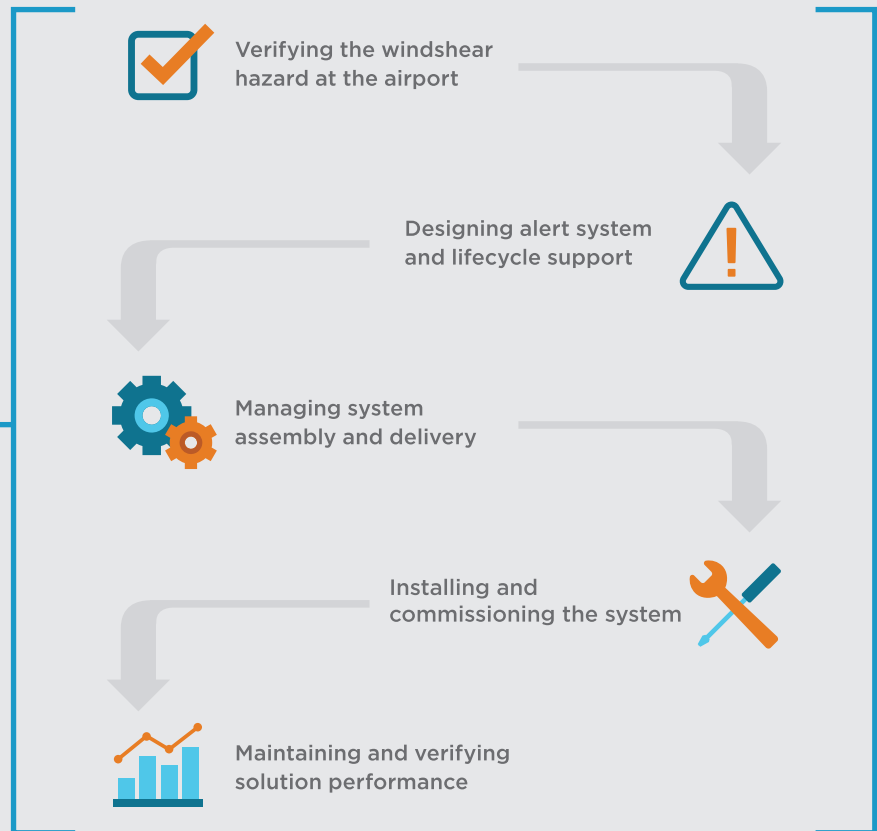 Verifying the windshear
hazard at the airport
Designing alert system
and lifecycle support
Managing system
assembly and delivery
Installing and
commissioning the system
Maintaining and verifying
solution performance